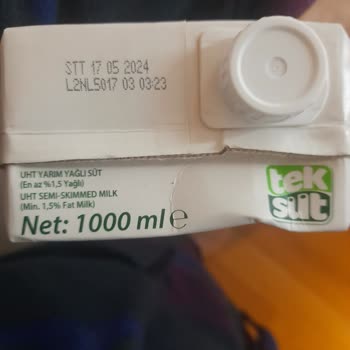 STT 17 05 2024
L2NL5017 03 03:23
UHT YARIM YAĞLI SÜT
(En az %1,5 Yağlı)
UHT SEMI-SKIMMED MILK
(Min. 1,5% Fat Milk)
Net: 1000 ml ℮
tek
süt